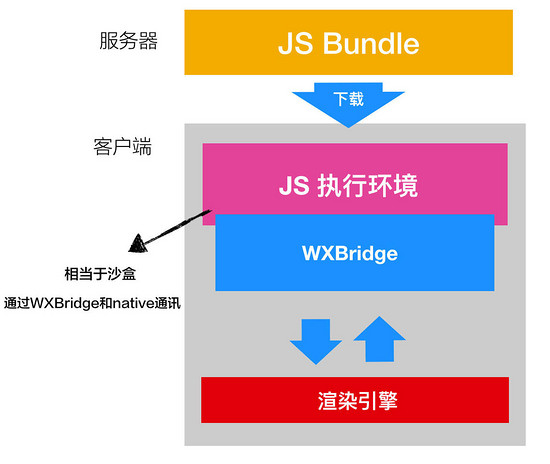 服务器
JS Bundle
下载
客户端
JS 执行环境
WXBridge
相当于沙盒
通过WXBridge和native通讯
渲染引擎